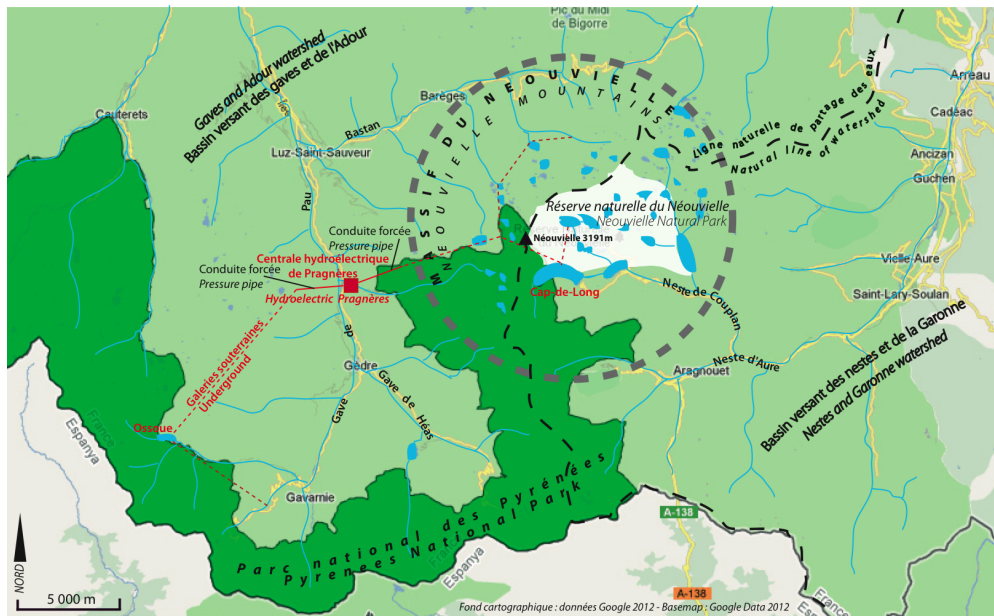 Pic du Midi
de Bigorre
Gaves and Adour watershed
Bassin versant des gaves et de l'Adour
MASSIF DU NEOUVIELLE
NEOUVIELLE MOUNTAINS
Arreau
Cadéac
Ancizan
Guchen
Ligne naturelle de partage des eaux
Natural line of watershed
Cauterets
Barèges
Bastan
Luz-Saint-Sauveur
Pau
Réserve naturelle du Néouvielle
Neouvielle Natural Park
Néouvielle 3191m
Conduite forcée
Pressure pipe
Centrale hydroélectrique
de Pragnères
Conduite forcée
Pressure pipe
Hydroelectric Pragnères
Cap-de-Long
Neste de Couplan
Vielle-Aure
Saint-Lary-Soulan
de
Galeries souterraines
Underground
Gèdre
Neste d'Aure
Aragnouet
Bassin versant des nestes et de la Garonne
Nestes and Garonne watershed
Gave
Gave de Héas
Ossoue
France
Espanya
Gavarnie
Parc national des Pyrénées
Pyrenees National Park
Espanya
A-138
A-138
France
Espanya
NORD
5 000 m
Fond cartographique : données Google 2012 - Basemap : Google Data 2012